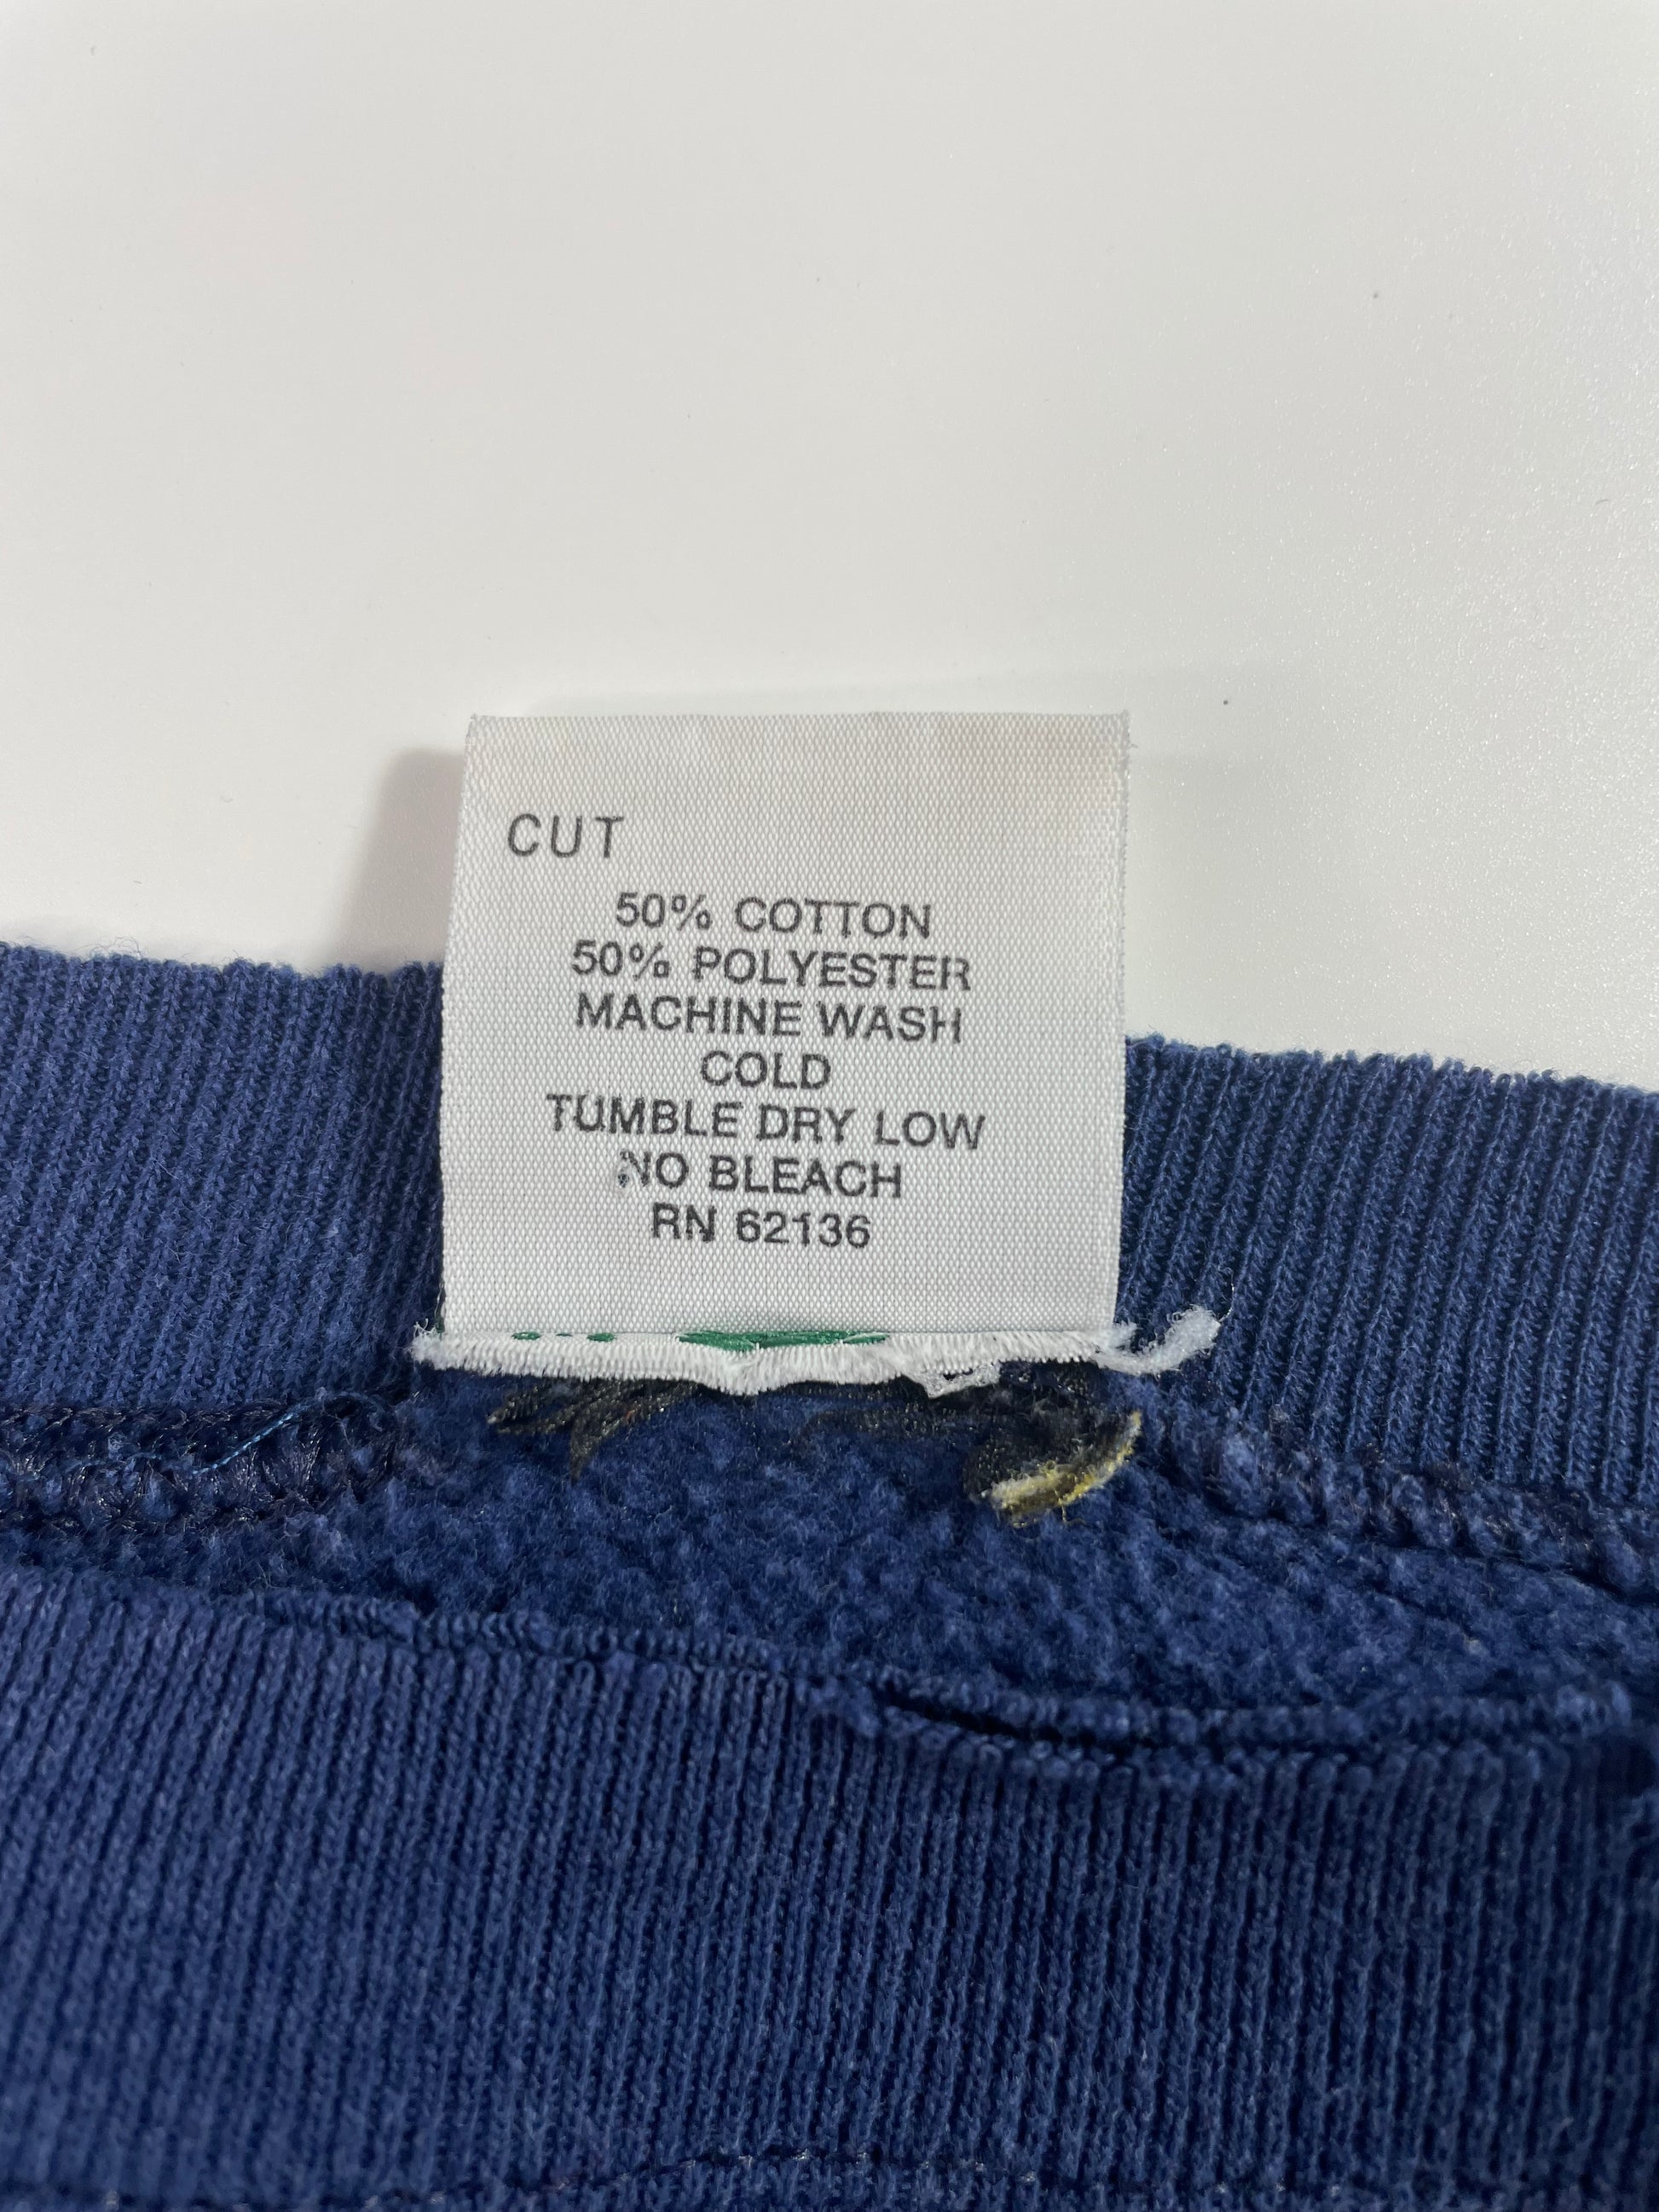 CUT
50% COTTON
50% POLYESTER
MACHINE WASH
COLD
TUMBLE DRY LOW
NO BLEACH
RN 62136